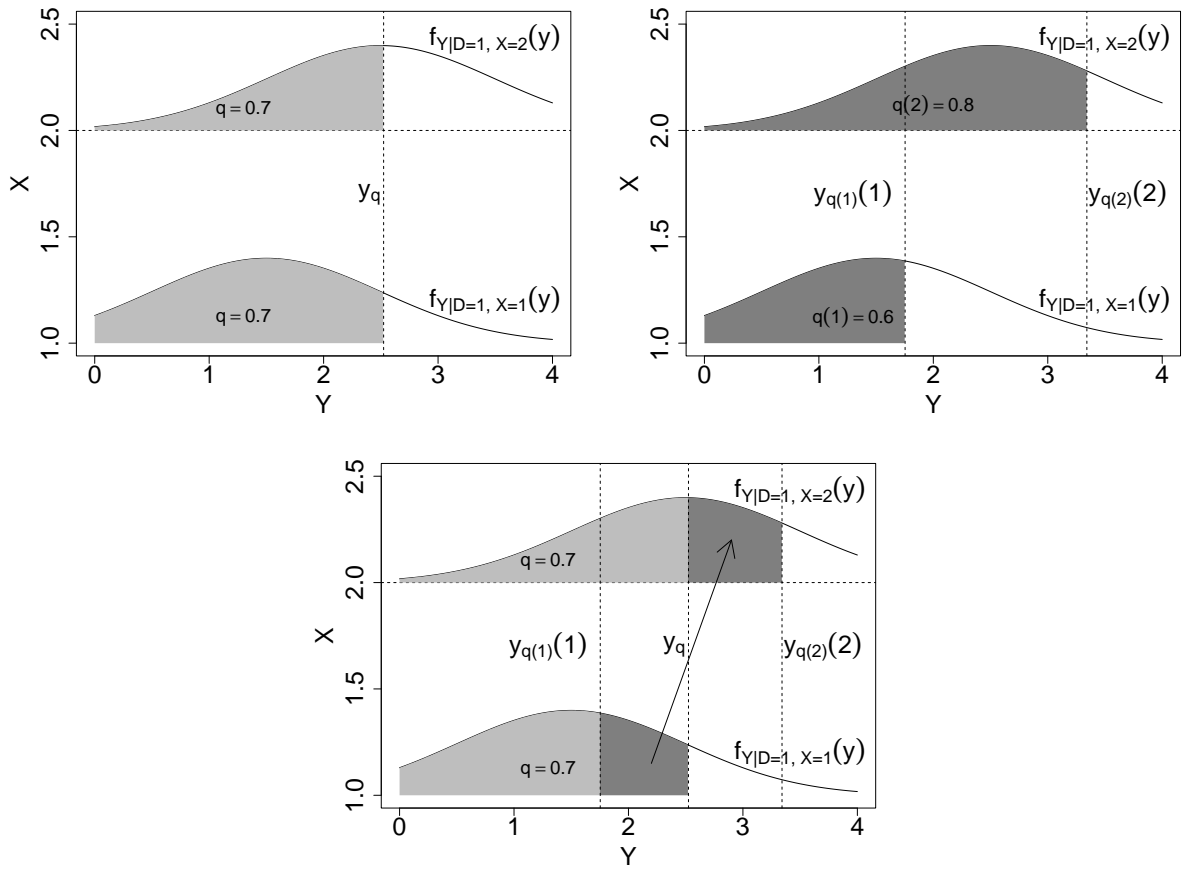 2.5
f_{Y|D=1, X=2}(y)
q = 0.7
2.0
X
y_q
1.5
f_{Y|D=1, X=1}(y)
q = 0.7
1.0
0 1 2 3 4
Y
2.5
f_{Y|D=1, X=2}(y)
q(2) = 0.8
2.0
X
y_{q(1)}(1) y_{q(2)}(2)
1.5
f_{Y|D=1, X=1}(y)
q(1) = 0.6
1.0
0 1 2 3 4
Y
2.5
f_{Y|D=1, X=2}(y)
q = 0.7
2.0
X
y_{q(1)}(1) y_q y_{q(2)}(2)
1.5
f_{Y|D=1, X=1}(y)
q = 0.7
1.0
0 1 2 3 4
Y